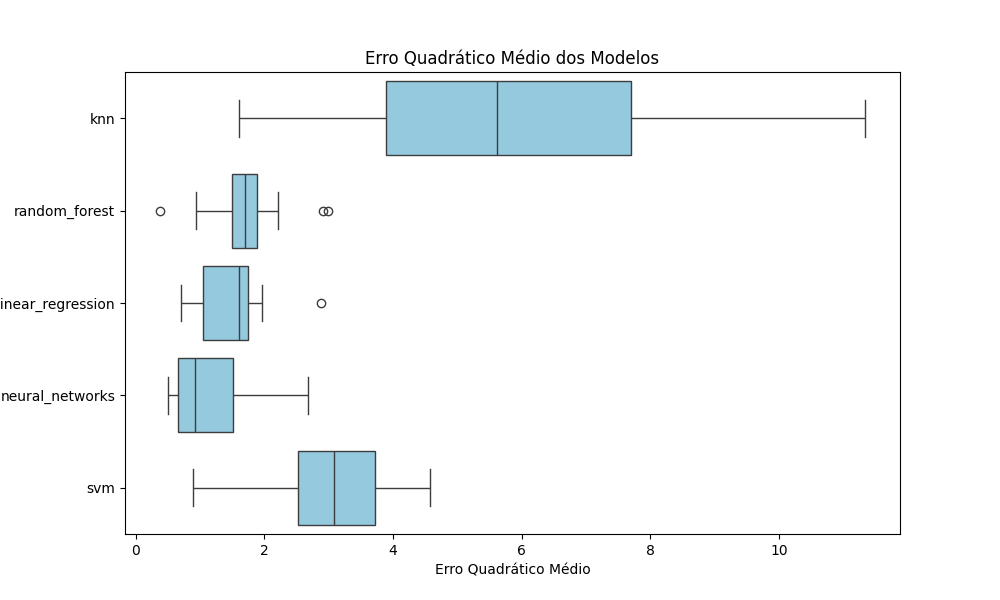 Erro Quadrático Médio dos Modelos
knn
random_forest
inear_regression
neural_networks
svm
0 2 4 6 8 10
Erro Quadrático Médio